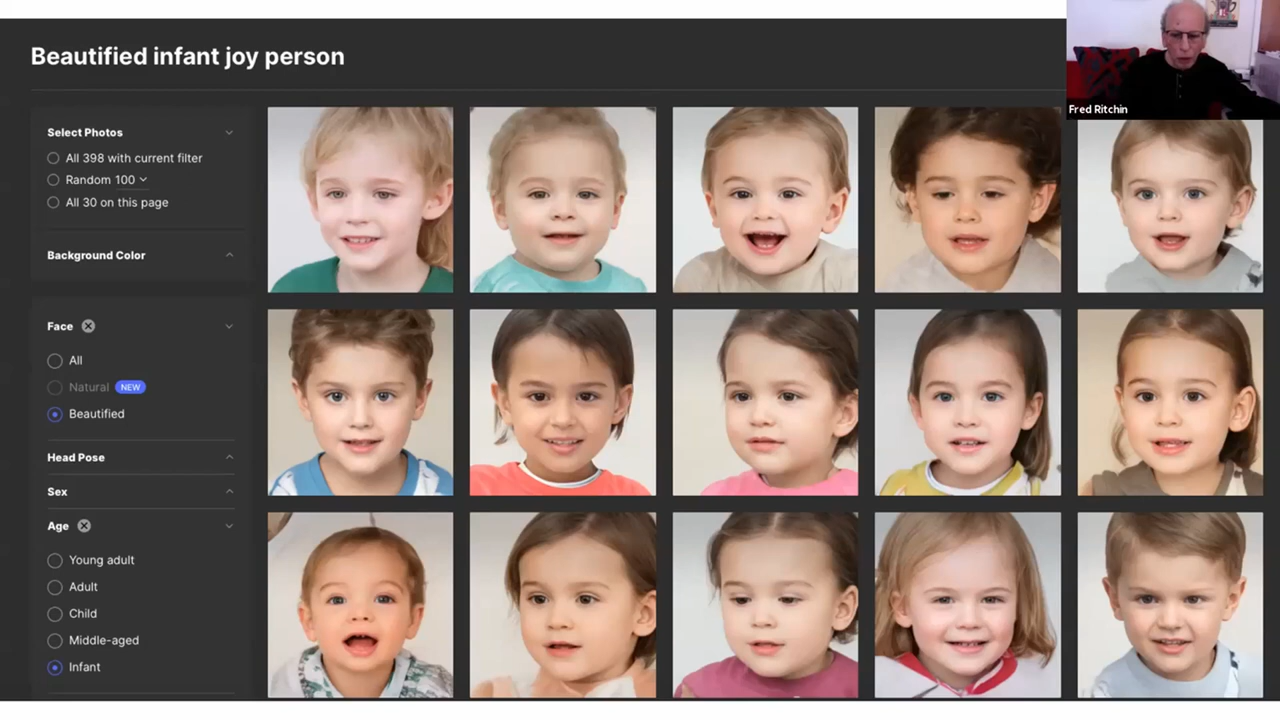 Beautified infant joy person
Fred Ritchin
Select Photos
All 398 with current filter
Random 100
All 30 on this page
Background Color
Face
All
Natural NEW
Beautified
Head Pose
Sex
Age
Young adult
Adult
Child
Middle-aged
Infant